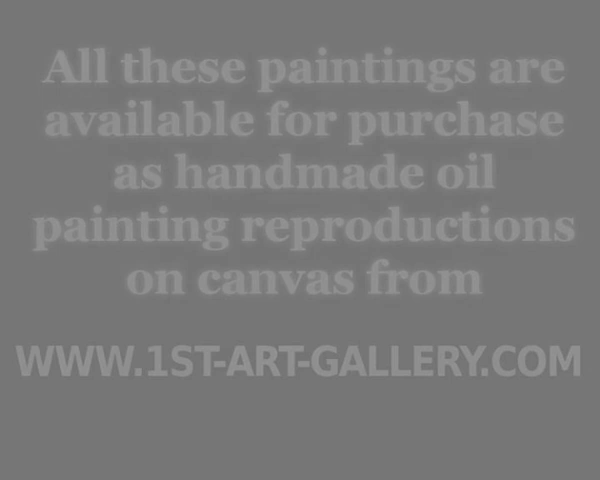 All these paintings are
available for purchase
as handmade oil
painting reproductions
on canvas from
WWW.1ST-ART-GALLERY.COM